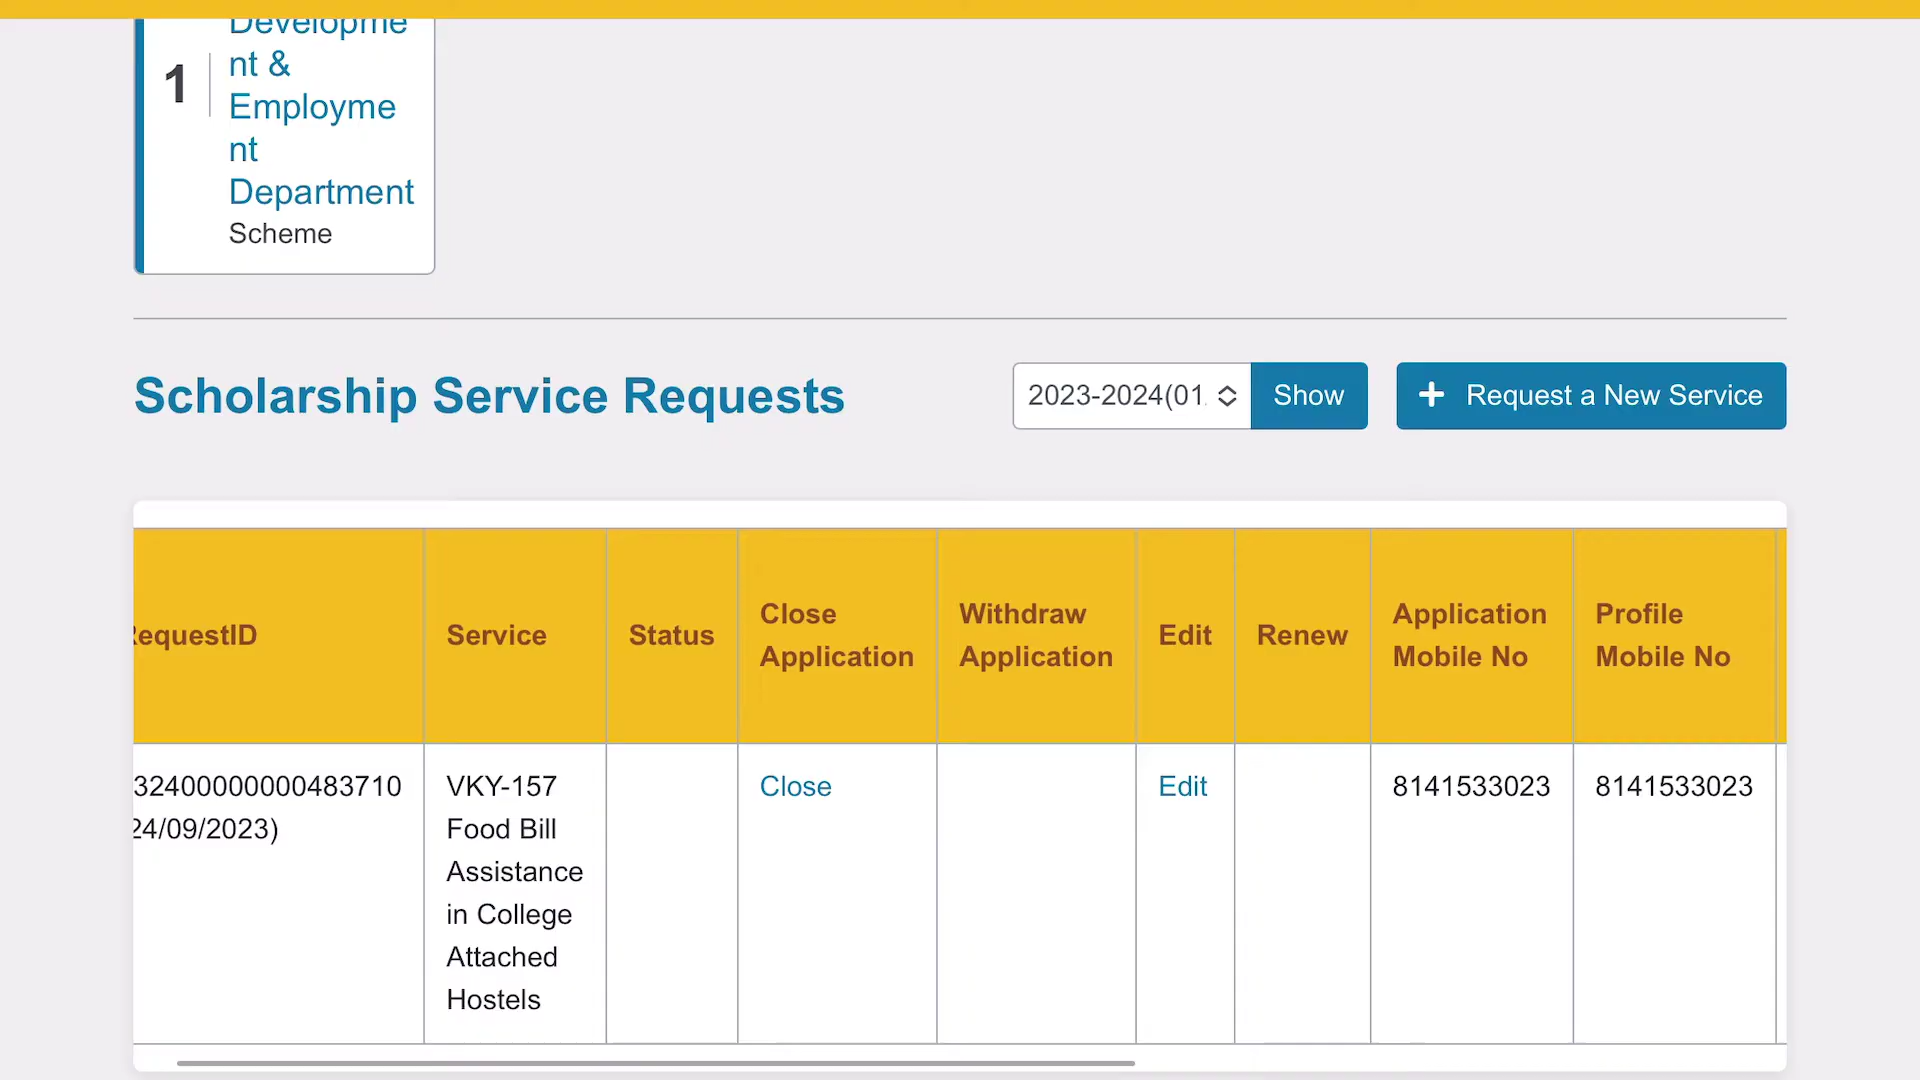 Developme
nt &
Employme
nt
Department
Scheme
1
Scholarship Service Requests
2023-2024(01
Show
+ Request a New Service
RequestID
Service
Status
Close
Application
Withdraw
Application
Edit
Renew
Application
Mobile No
Profile
Mobile No
32400000000483710
24/09/2023)
VKY-157
Food Bill
Assistance
in College
Attached
Hostels
Close
Edit
8141533023
8141533023